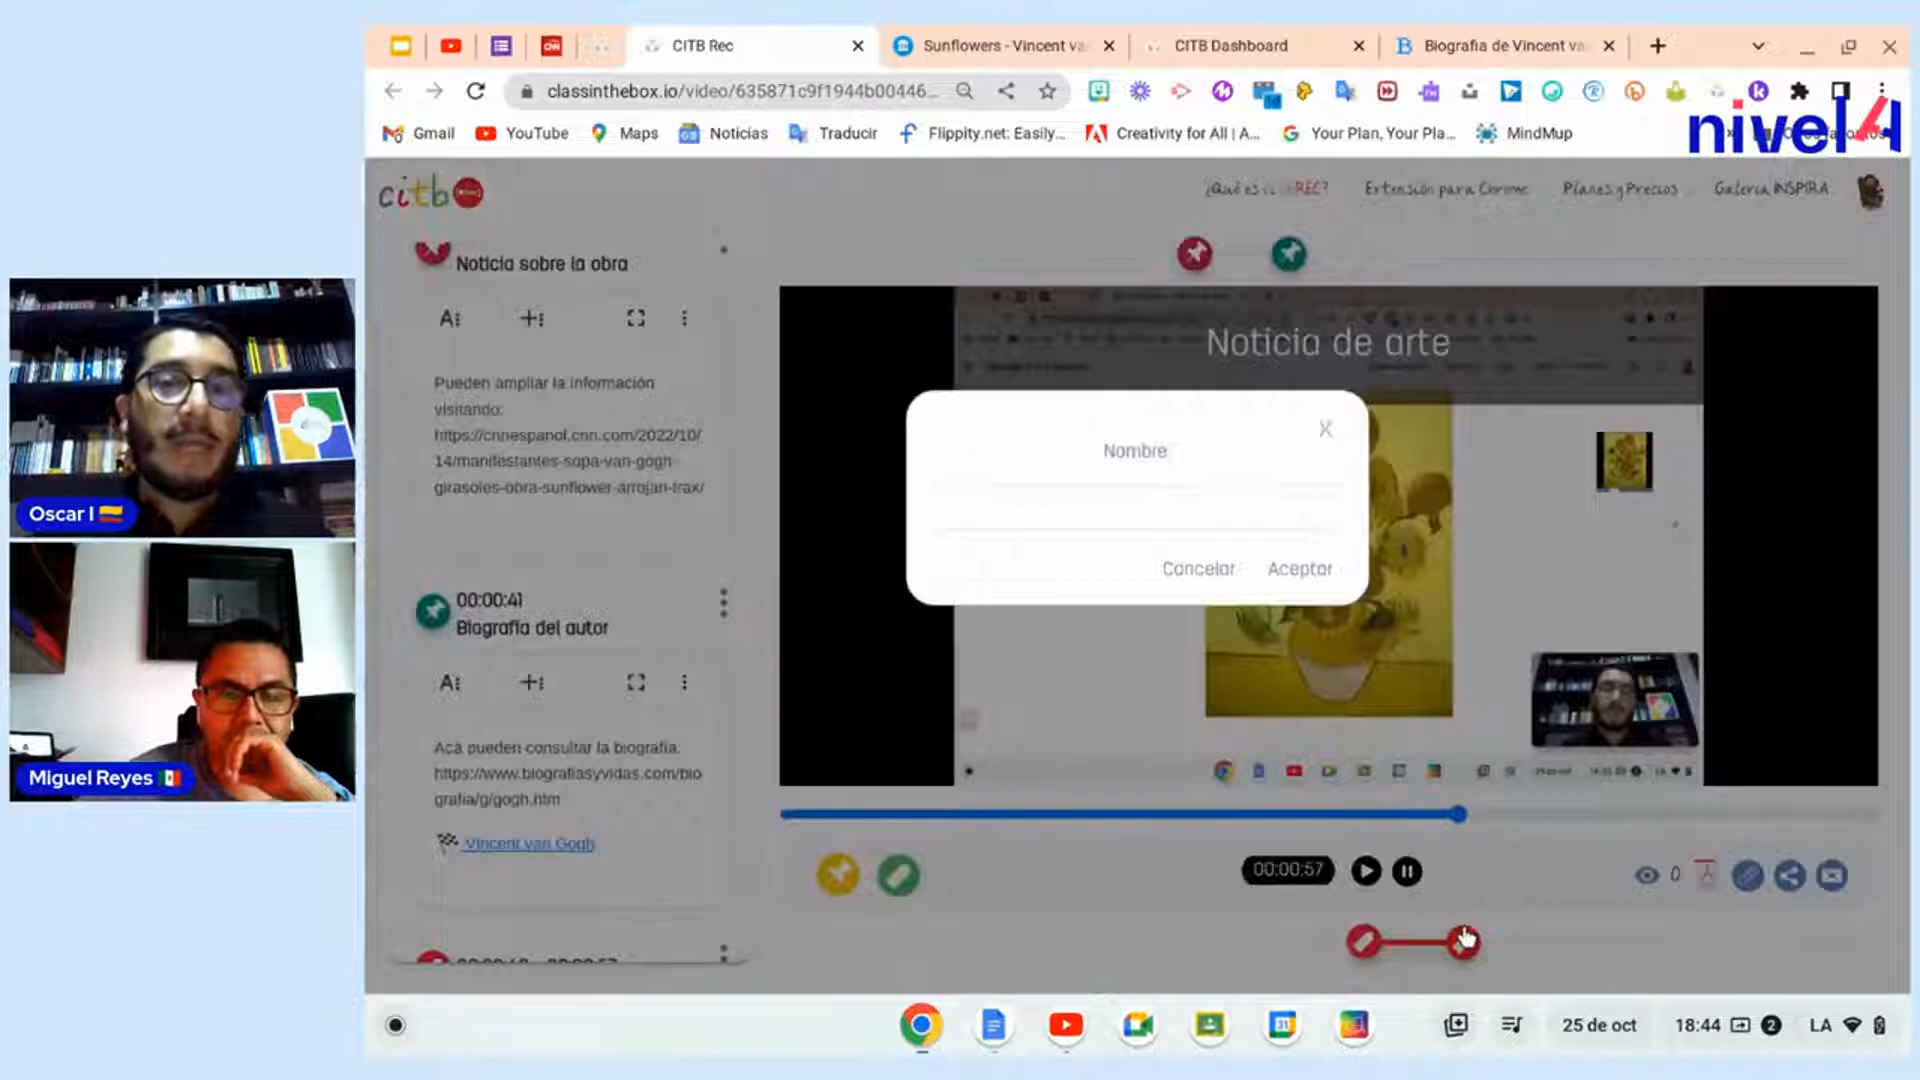 CITB Rec
Sunflowers - Vincent va
CITB Dashboard
Biografia de Vincent va
classinthebox.io/video/635871c9f1944b00446...
nivel4
Gmail
YouTube
Maps
Noticias
Traducir
Flippity.net: Easily...
Creativity for All | A...
Your Plan, Your Pla...
MindMup
citb
¿Qué es REC?
Extensión para Chrome
Planes y Precios
Galería INSPIRA
Noticia sobre la obra
Pueden ampliar la información
visitando:
https://cnnespanol.cnn.com/2022/10/
14/manifestantes-sopa-van-gogh-
girasoles-obra-sunflower-arrojan-trax/
00:00:41
Biografia del autor
Acá pueden consultar la biografía:
https://www.biografiasyvidas.com/bio
grafia/g/gogh.htm
Vincent van Gogh
Noticia de arte
X
Nombre
Cancelar
Aceptar
00:00:57
0
Oscar I
Miguel Reyes
25 de oct
18:44
2
LA